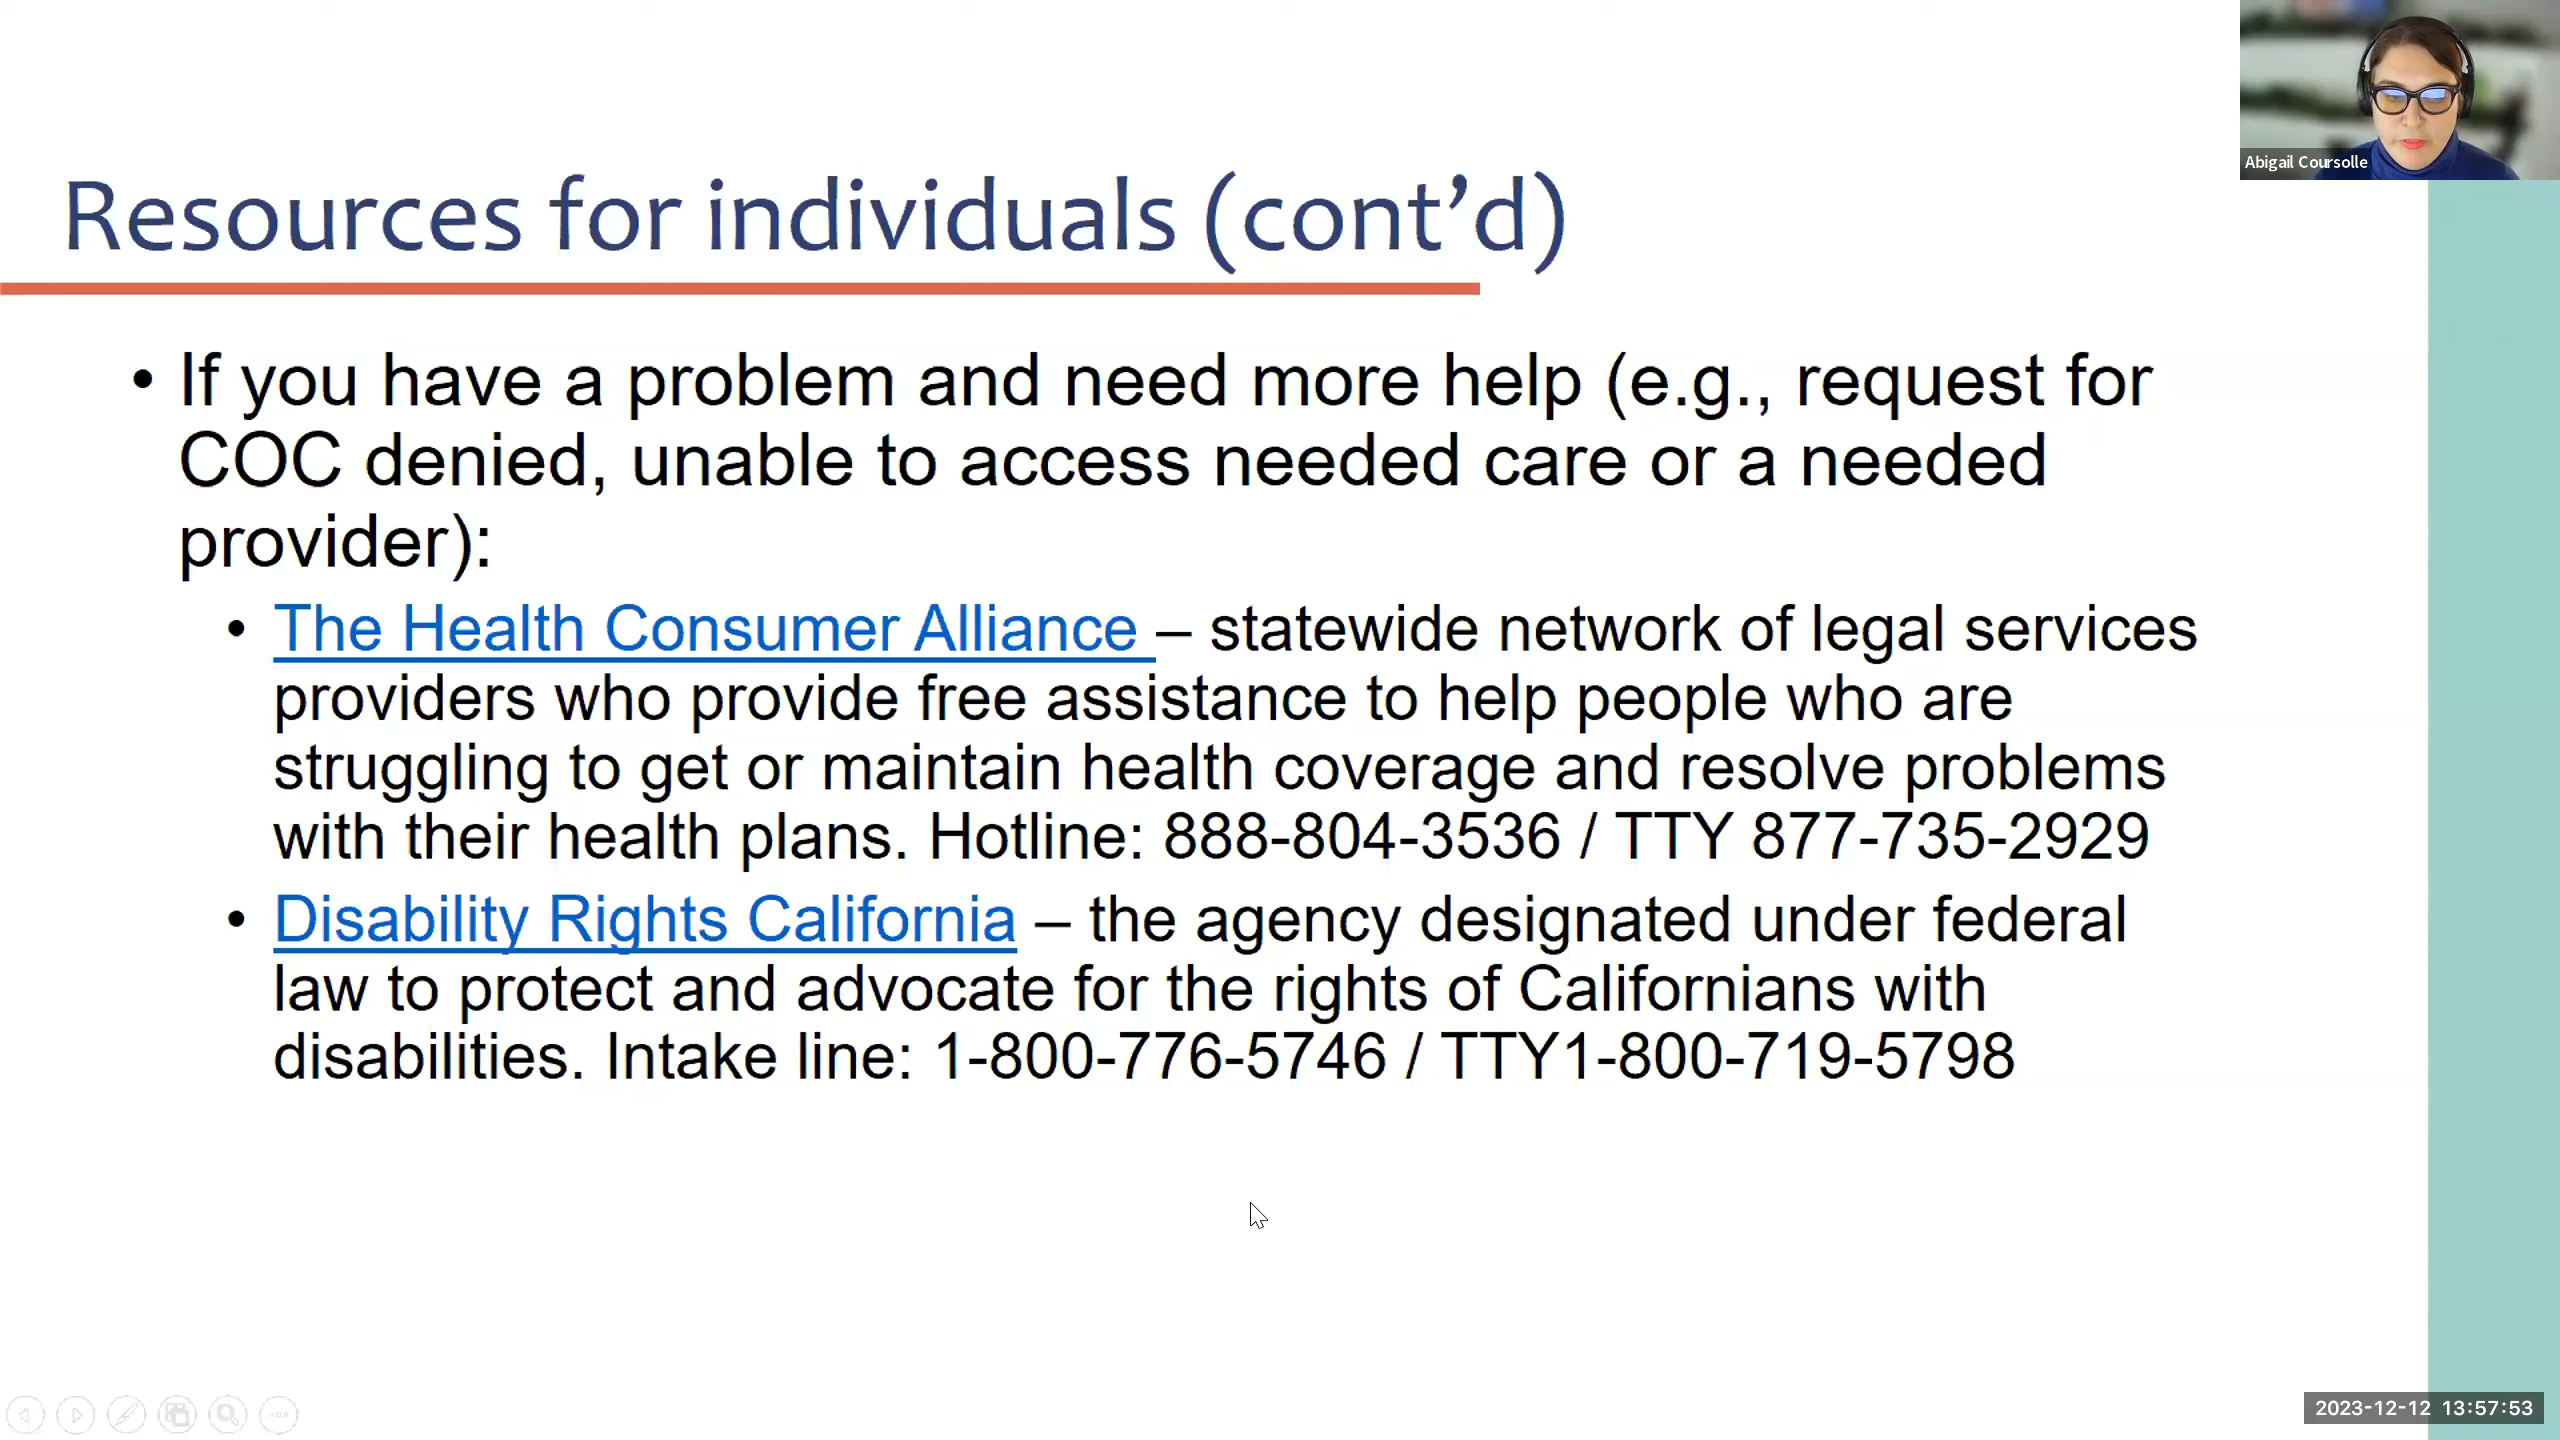 Abigail Coursolle
Resources for individuals (cont’d)
• If you have a problem and need more help (e.g., request for
COC denied, unable to access needed care or a needed
provider):
• The Health Consumer Alliance – statewide network of legal services
providers who provide free assistance to help people who are
struggling to get or maintain health coverage and resolve problems
with their health plans. Hotline: 888-804-3536 / TTY 877-735-2929
• Disability Rights California – the agency designated under federal
law to protect and advocate for the rights of Californians with
disabilities. Intake line: 1-800-776-5746 / TTY1-800-719-5798
2023-12-12 13:57:53